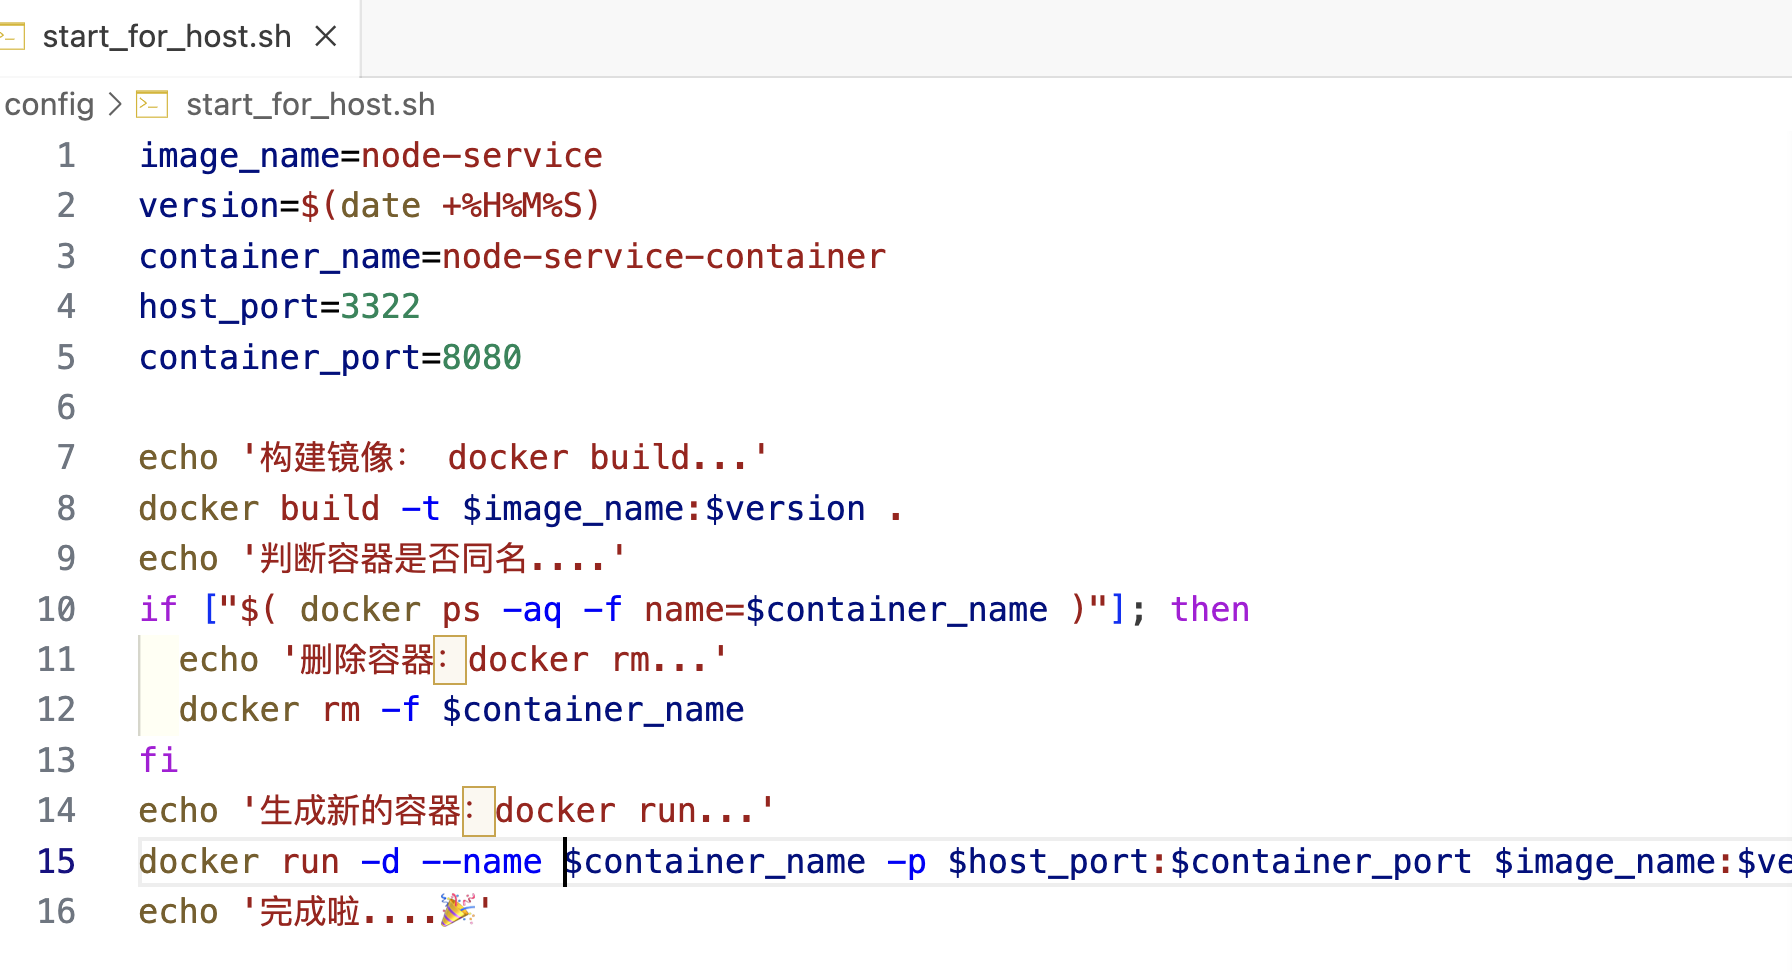 start_for_host.sh
config > start_for_host.sh
1 image_name=node-service
2 version=$(date +%H%M%S)
3 container_name=node-service-container
4 host_port=3322
5 container_port=8080
6
7 echo '构建镜像： docker build...'
8 docker build -t $image_name:$version .
9 echo '判断容器是否同名....'
10 if ["$( docker ps -aq -f name=$container_name )"]; then
11   echo '删除容器：docker rm...'
12   docker rm -f $container_name
13 fi
14 echo '生成新的容器：docker run...'
15 docker run -d --name $container_name -p $host_port:$container_port $image_name:$ve
16 echo '完成啦....🎉'